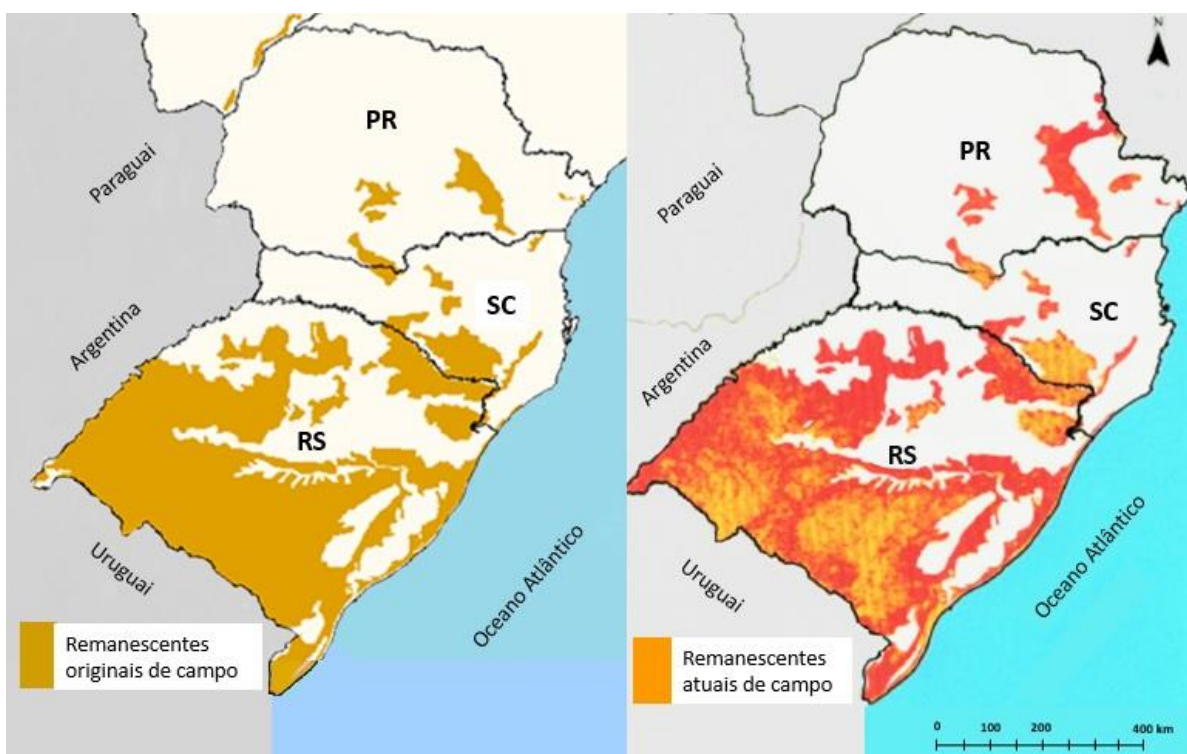 PR
Paraguai
SC
Argentina
RS
Uruguai
Oceano Atlântico
Remanescentes
originais de campo
N
PR
Paraguai
SC
Argentina
RS
Uruguai
Oceano Atlântico
Remanescentes
atuais de campo
0 100 200 400 km